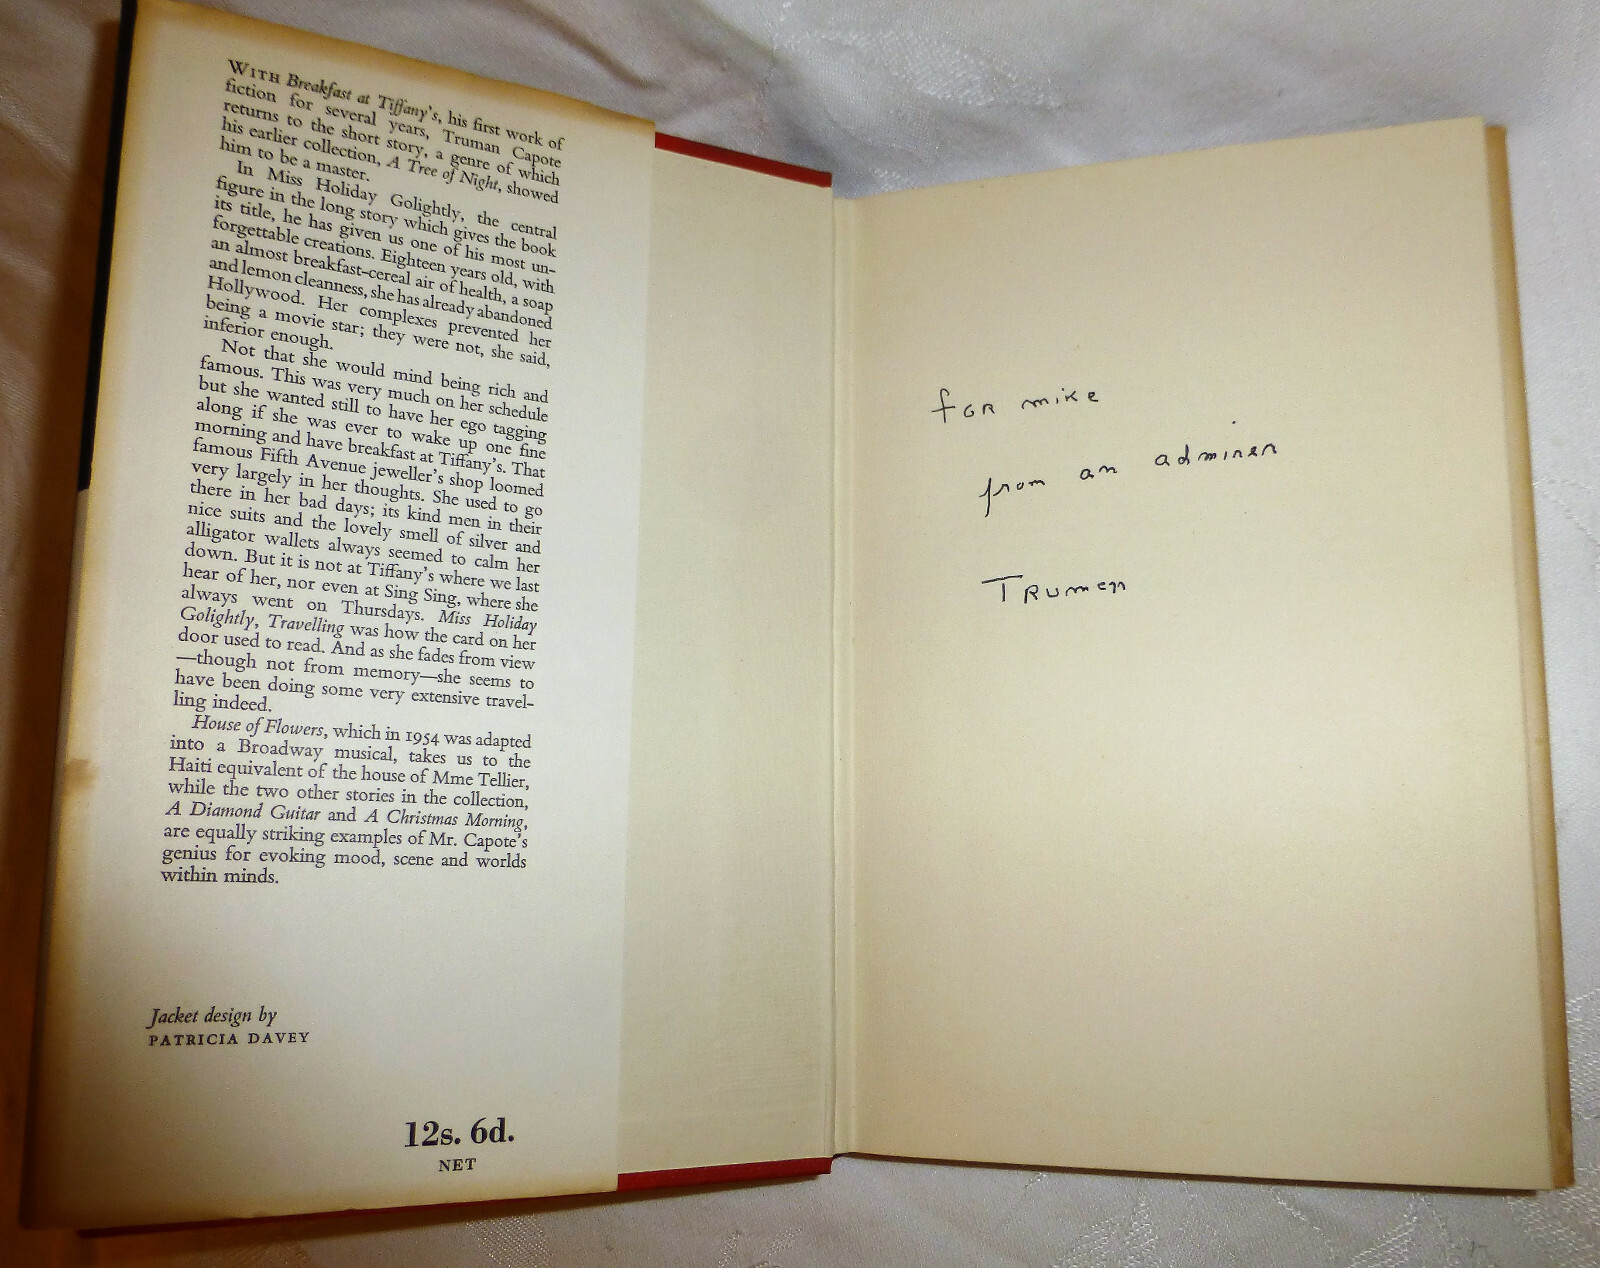 WITH Breakfast at Tiffany's, his first work of
fiction for several years, Truman Capote
returns to the short story, a genre of which
his earlier collection, A Tree of Night, showed
him to be a master.
In Miss Holiday Golightly, the central
figure in the long story which gives the book
its title, he has given us one of his most un-
forgettable creations. Eighteen years old, with
an almost breakfast-cereal air of health, a soap
and lemon cleanness, she has already abandoned
Hollywood. Her complexes prevented her
being a movie star; they were not, she said,
inferior enough.
Not that she would mind being rich and
famous. This was very much on her schedule
but she wanted still to have her ego tagging
along if she was ever to wake up one fine
morning and have breakfast at Tiffany's. That
famous Fifth Avenue jeweller's shop loomed
very largely in her thoughts. She used to go
there in her bad days; its kind men in their
nice suits and the lovely smell of silver and
alligator wallets always seemed to calm her
down. But it is not at Tiffany's where we last
hear of her, nor even at Sing Sing, where she
always went on Thursdays. Miss Holiday
Golightly, Travelling was how the card on her
door used to read. And as she fades from view
—though not from memory—she seems to
have been doing some very extensive travel-
ling indeed.
House of Flowers, which in 1954 was adapted
into a Broadway musical, takes us to the
Haiti equivalent of the house of Mme Tellier,
while the two other stories in the collection,
A Diamond Guitar and A Christmas Morning,
are equally striking examples of Mr. Capote's
genius for evoking mood, scene and worlds
within minds.
Jacket design by
PATRICIA DAVEY
12s. 6d.
NET
for mike
from an admirer
Truman